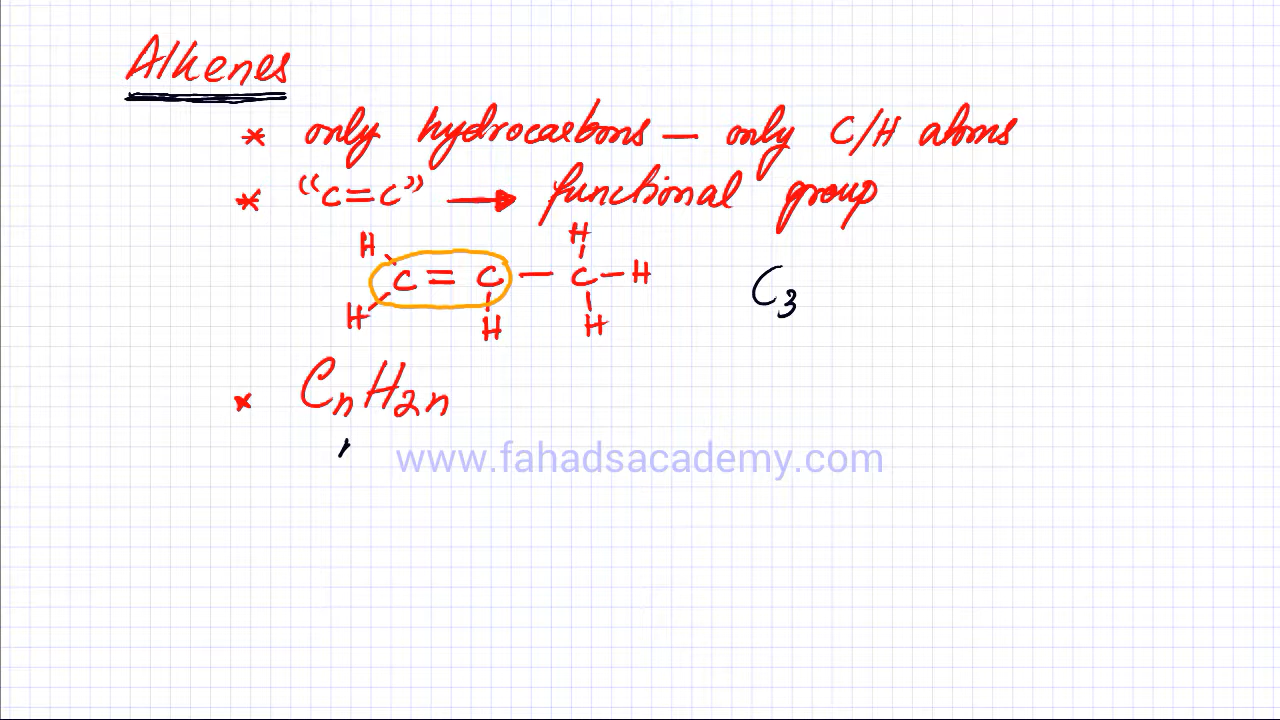 Alkenes
* only hydrocarbons — only C/H atoms
* "C=C" → functional group
H H
C = C — C — H C₃
H H H
* CₙH₂ₙ
www.fahadsacademy.com